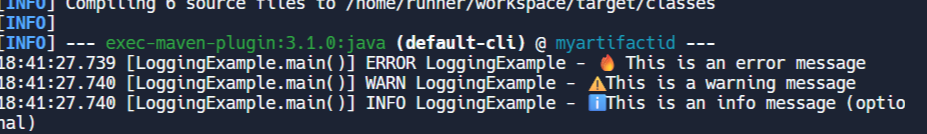 [INFO] Compiling 6 source files to /home/runner/workspace/target/classes
[INFO]
[INFO] --- exec-maven-plugin:3.1.0:java (default-cli) @ myartifactid ---
18:41:27.739 [LoggingExample.main()] ERROR LoggingExample - 🔥 This is an error message
18:41:27.740 [LoggingExample.main()] WARN LoggingExample - ⚠️This is a warning message
18:41:27.740 [LoggingExample.main()] INFO LoggingExample - ℹ️This is an info message (optio
nal)